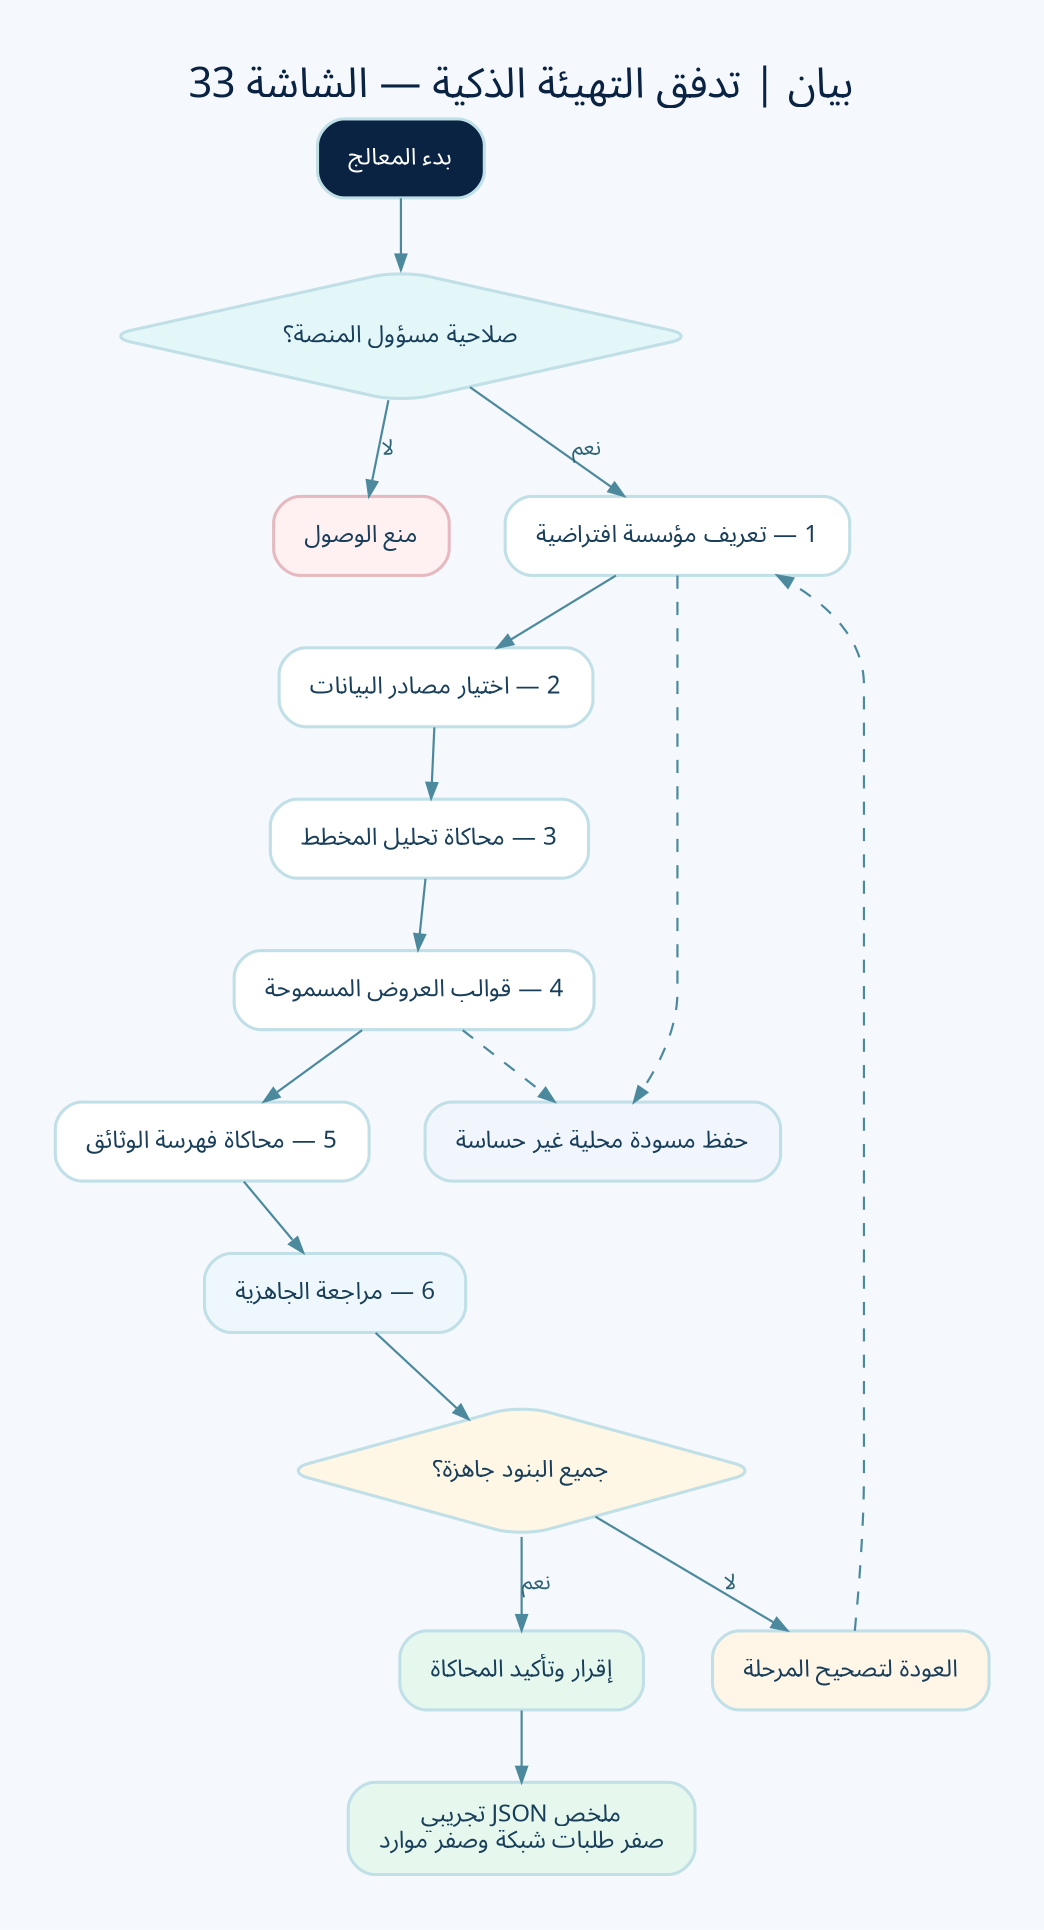 بيان | تدفق التهيئة الذكية — الشاشة 33
بدء المعالج
صلاحية مسؤول المنصة؟
نعم
لا
1 — تعريف مؤسسة افتراضية
منع الوصول
2 — اختيار مصادر البيانات
3 — محاكاة تحليل المخطط
4 — قوالب العروض المسموحة
حفظ مسودة محلية غير حساسة
5 — محاكاة فهرسة الوثائق
6 — مراجعة الجاهزية
جميع البنود جاهزة؟
لا
نعم
العودة لتصحيح المرحلة
إقرار وتأكيد المحاكاة
ملخص JSON تجريبي
صفر طلبات شبكة وصفر موارد